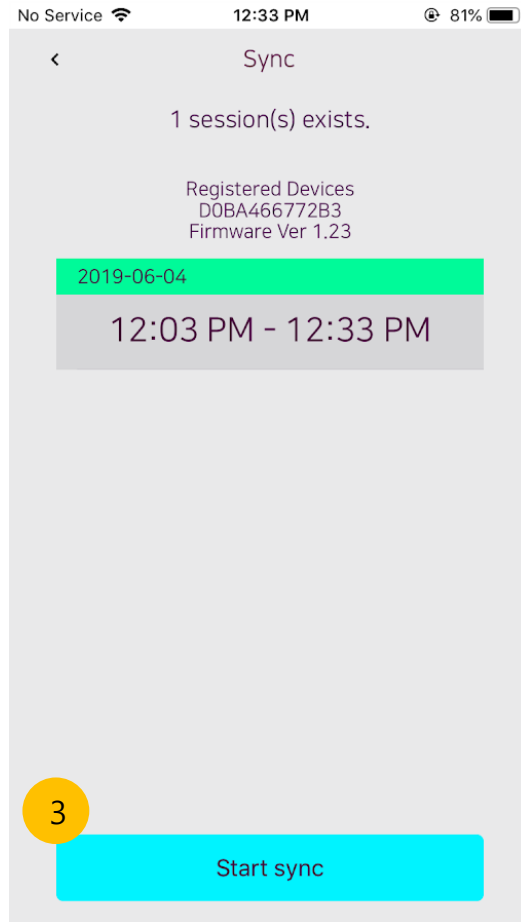 No Service 12:33 PM 81%
< Sync
1 session(s) exists.
Registered Devices
D0BA466772B3
Firmware Ver 1.23
2019-06-04
12:03 PM - 12:33 PM
3
Start sync